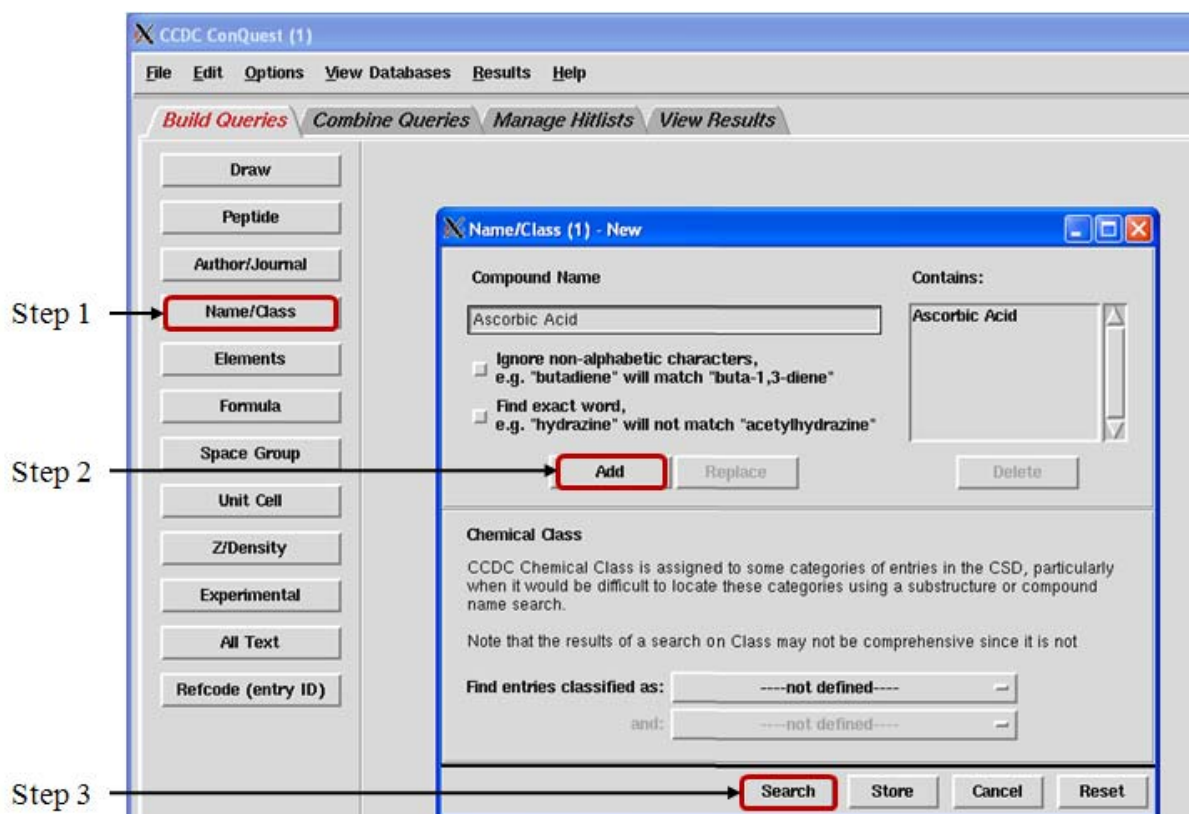 CCDC ConQuest (1)
File Edit Options View Databases Results Help
Build Queries Combine Queries Manage Hitlists View Results
Draw
Peptide
Author/Journal
Step 1
Name/Class
Elements
Formula
Space Group
Step 2
Unit Cell
Z/Density
Experimental
All Text
Refcode (entry ID)
Name/Class (1) - New
Compound Name
Contains:
Ascorbic Acid
Ascorbic Acid
Ignore non-alphabetic characters,
e.g. "butadiene" will match "buta-1,3-diene"
Find exact word,
e.g. "hydrazine" will not match "acetylhydrazine"
Add Replace Delete
Chemical Class
CCDC Chemical Class is assigned to some categories of entries in the CSD, particularly
when it would be difficult to locate these categories using a substructure or compound
name search.
Note that the results of a search on Class may not be comprehensive since it is not
Find entries classified as: ----not defined----
and: ----not defined----
Step 3
Search Store Cancel Reset